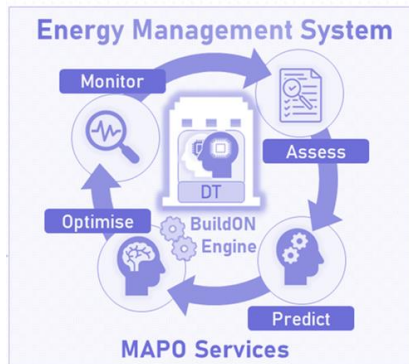 Energy Management System
Monitor
Assess
DT
Optimise
BuildON
Engine
Predict
MAPO Services